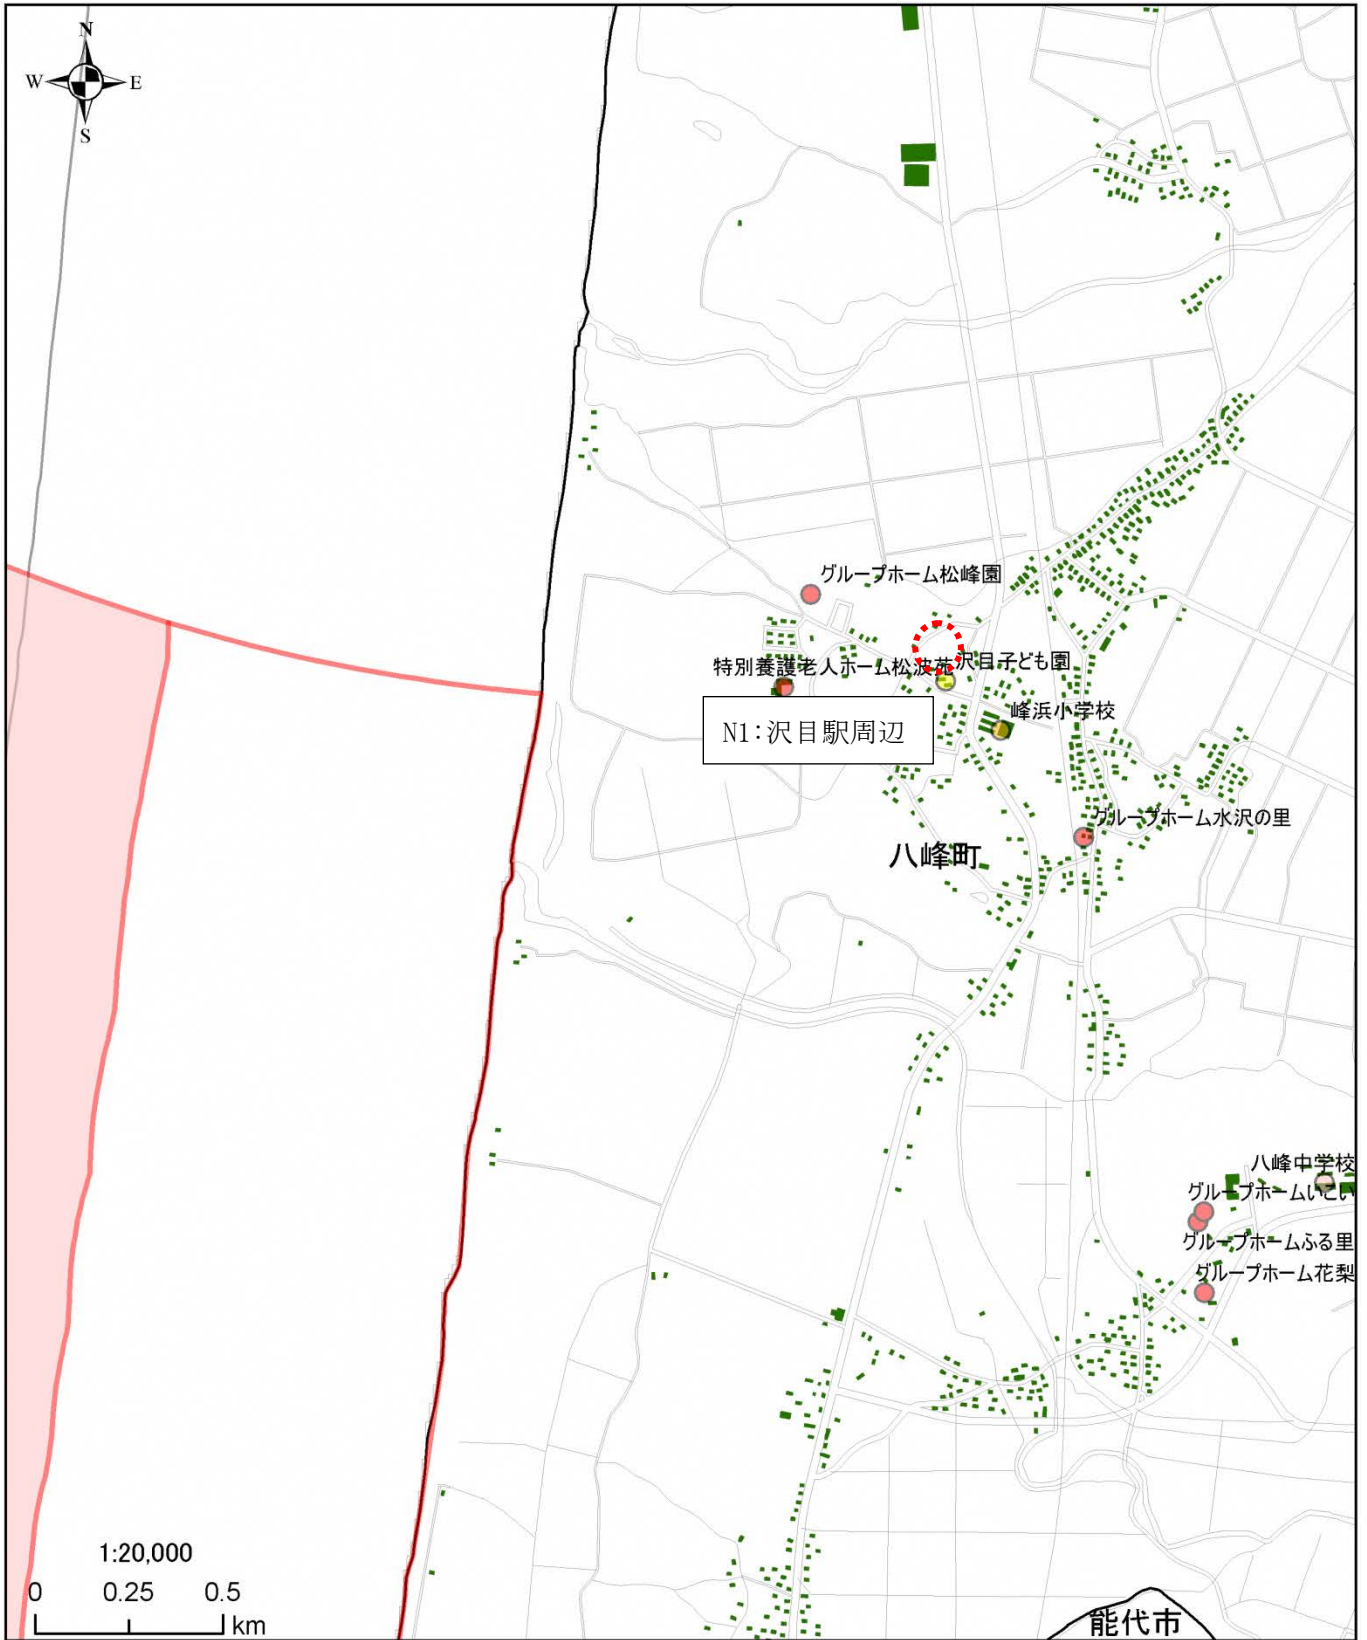 N
W E
S
グループホーム松峰園
特別養護老人ホーム松波苑
沢目子ども園
N1:沢目駅周辺
峰浜小学校
グループホーム水沢の里
八峰町
八峰中学校
グループホームいこい
グループホームふる里
グループホーム花梨
1:20,000
0 0.25 0.5
km
能代市